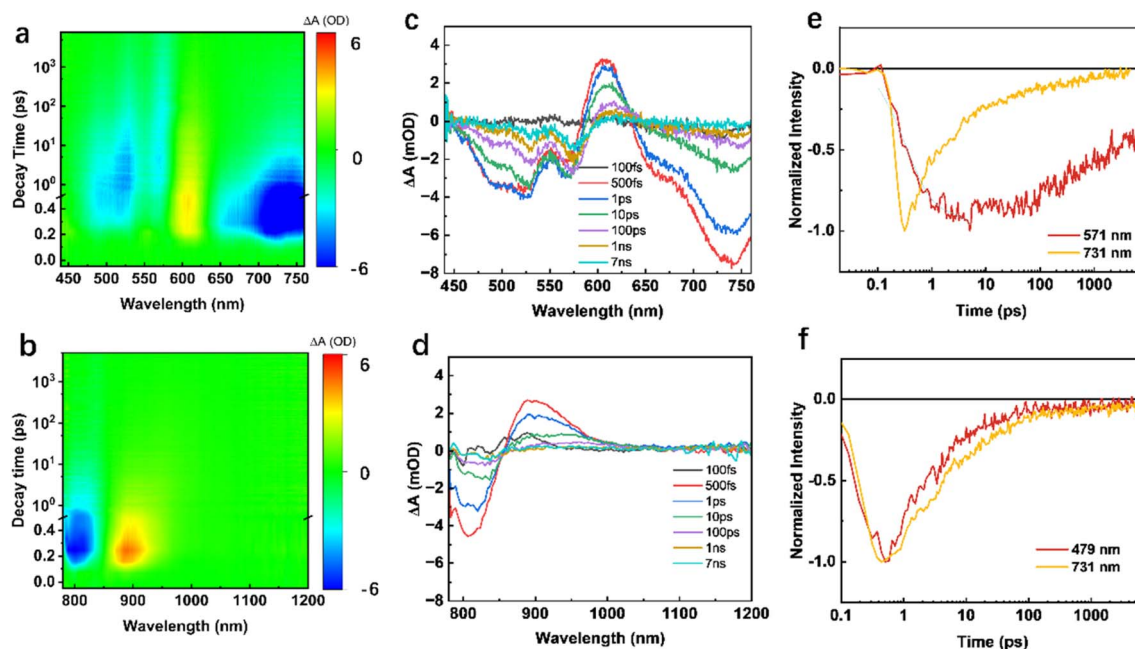 a
ΔA (OD)
6
0
-6
Decay Time (ps)
10³
10²
10¹
10⁰
0.4
0.2
0.0
450 500 550 600 650 700 750
Wavelength (nm)
c
ΔA (mOD)
4
2
0
−2
−4
−6
−8
100fs
500fs
1ps
10ps
100ps
1ns
7ns
450 500 550 600 650 700 750
Wavelength (nm)
e
Normalized Intensity
0.0
-0.5
-1.0
571 nm
731 nm
0.1 1 10 100 1000
Time (ps)
b
ΔA (OD)
6
0
-6
Decay time (ps)
10³
10²
10¹
10⁰
0.4
0.2
0.0
800 900 1000 1100 1200
Wavelength (nm)
d
ΔA (mOD)
4
2
0
−2
−4
−6
−8
100fs
500fs
1ps
10ps
100ps
1ns
7ns
800 900 1000 1100 1200
Wavelength (nm)
f
Normalized Intensity
0.0
-0.5
-1.0
479 nm
731 nm
0.1 1 10 100 1000
Time (ps)